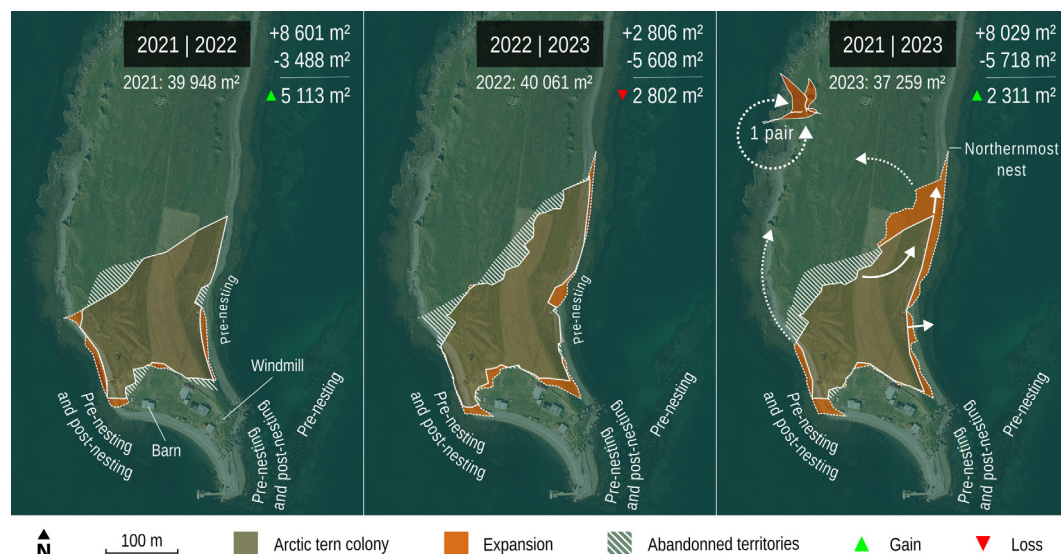 2021 | 2022
+8 601 m²
-3 488 m²
2021: 39 948 m²
5 113 m²
Pre-nesting
Windmill
Pre-nesting
Pre-nesting
and post-nesting
Barn
Pre-nesting
and post-nesting
2022 | 2023
+2 806 m²
-5 608 m²
2022: 40 061 m²
2 802 m²
Pre-nesting
Pre-nesting
and post-nesting
Pre-nesting
and post-nesting
2021 | 2023
+8 029 m²
-5 718 m²
2023: 37 259 m²
2 311 m²
1 pair
Northernmost
nest
Pre-nesting
Pre-nesting
and post-nesting
Pre-nesting
and post-nesting
N
100 m
Arctic tern colony
Expansion
Abandonned territories
Gain
Loss